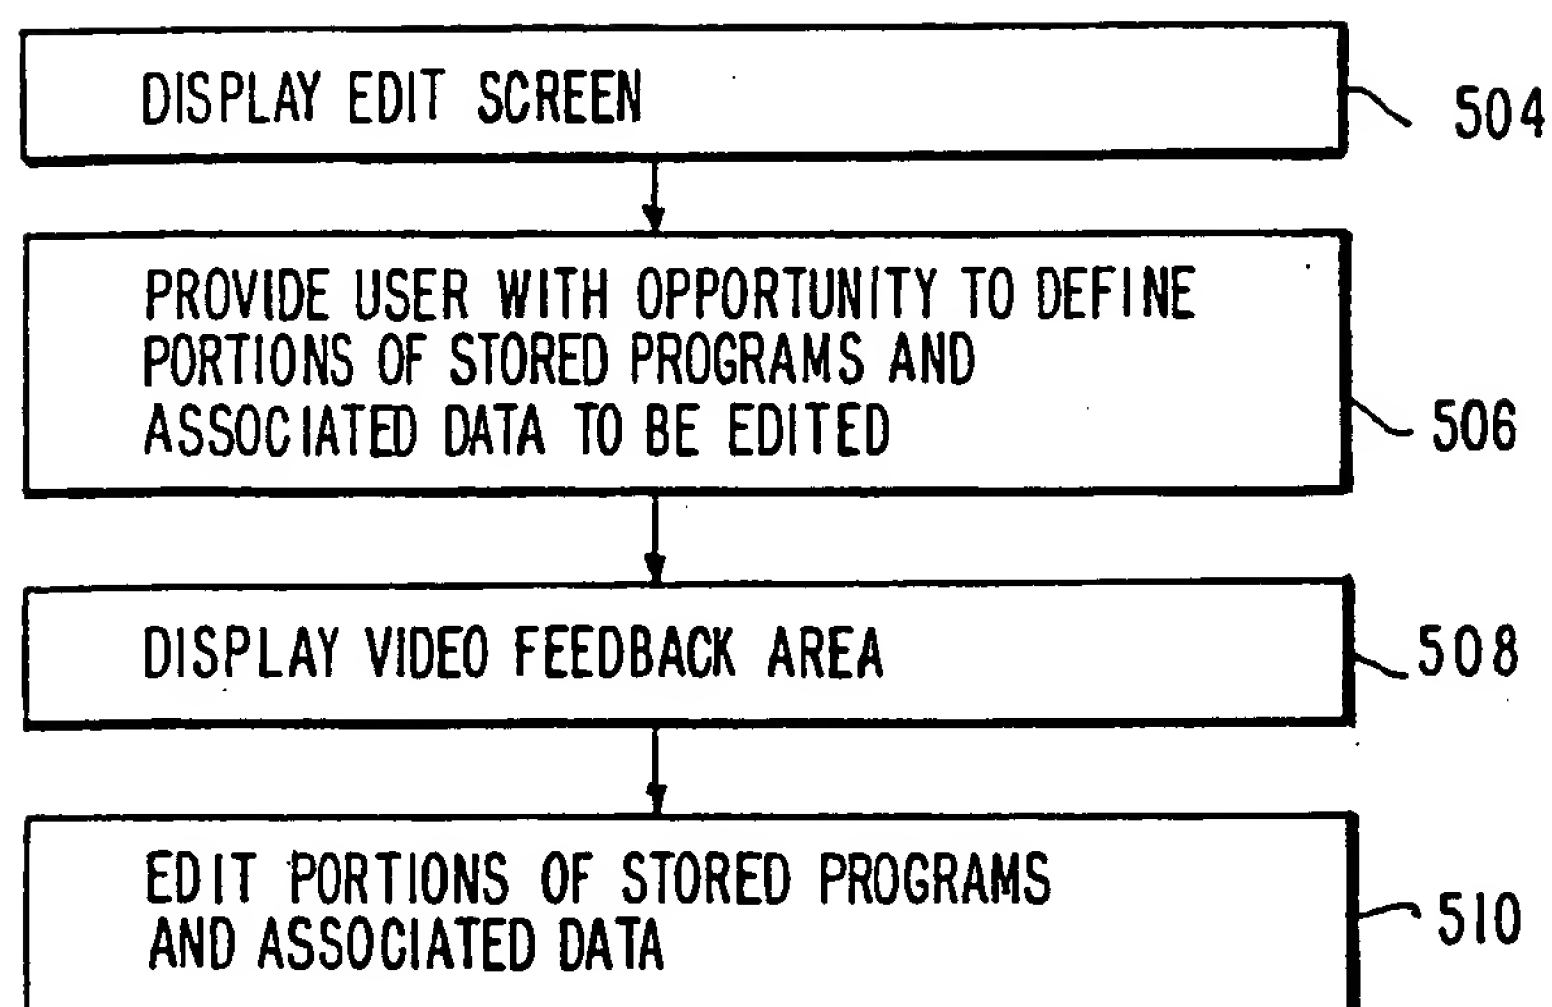 DISPLAY EDIT SCREEN
504
PROVIDE USER WITH OPPORTUNITY TO DEFINE
PORTIONS OF STORED PROGRAMS AND
ASSOCIATED DATA TO BE EDITED
506
DISPLAY VIDEO FEEDBACK AREA
508
EDIT PORTIONS OF STORED PROGRAMS
AND ASSOCIATED DATA
510